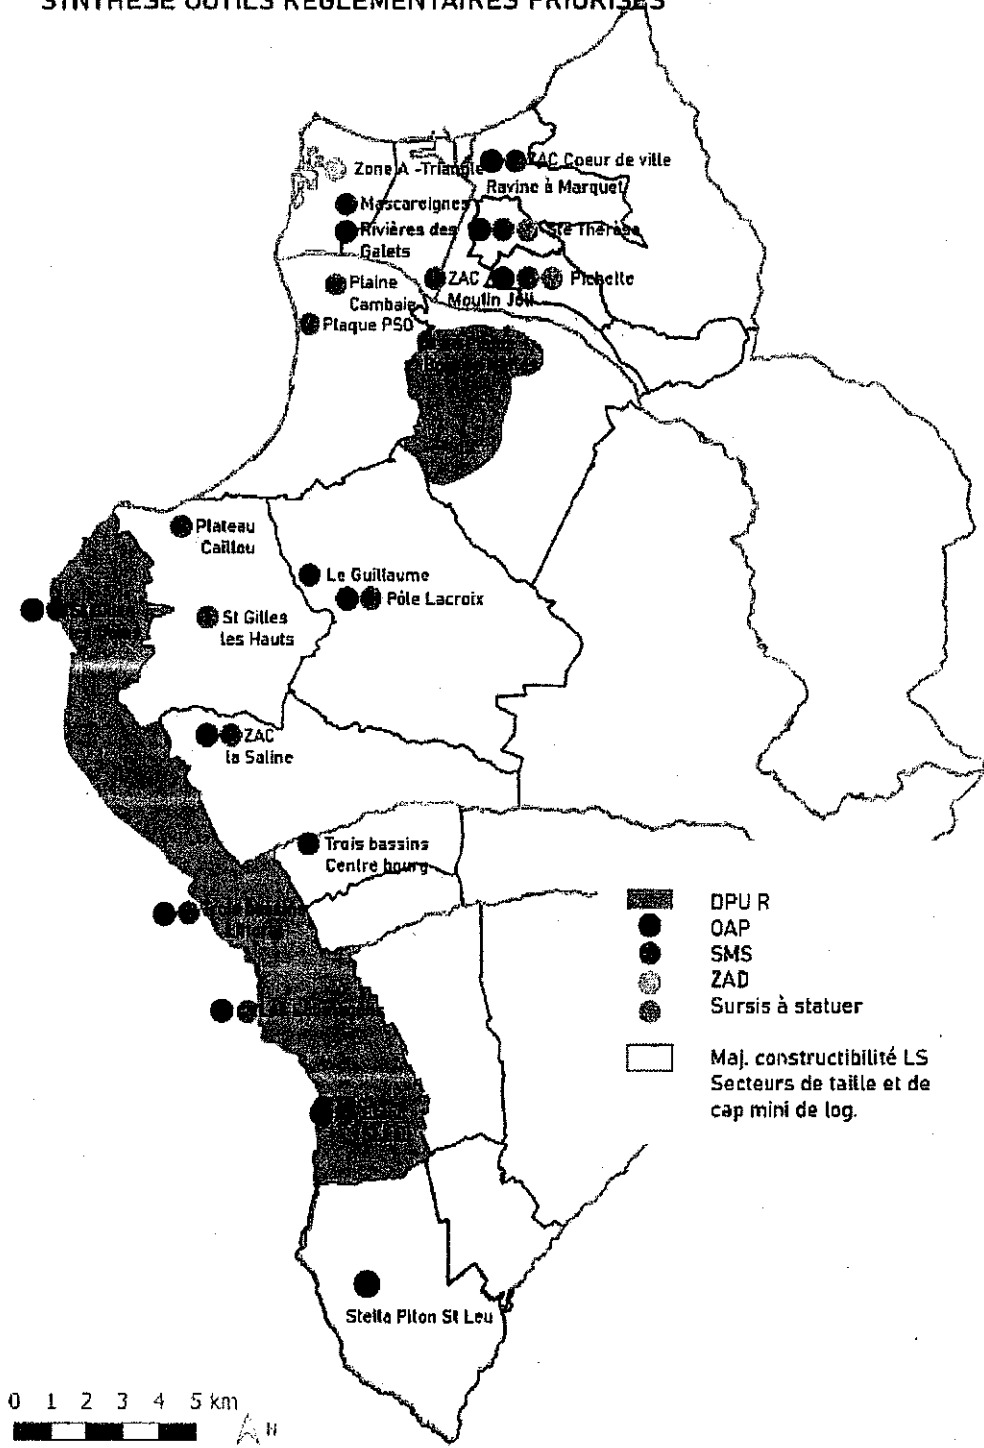 SYNTHESE OUTILS REGLEMENTAIRES PRIORISES
ZAC Coeur de ville
Zone A -Triangle
Ravine à Marquet
Mascareignes
Rivières des
Galets
Ste Thérèse
Plaine
Cambaie
ZAC
Moulin Joli
Pichette
Plaque PSO
Plateau
Caillou
Le Guillaume
Pôle Lacroix
St Gilles
les Hauts
ZAC
la Saline
Trois bassins
Centre bourg
DPU R
OAP
SMS
ZAD
Sursis à statuer
Maj. constructibilité LS
Secteurs de taille et de
cap mini de log.
Stella Piton St Leu
0 1 2 3 4 5 km
N